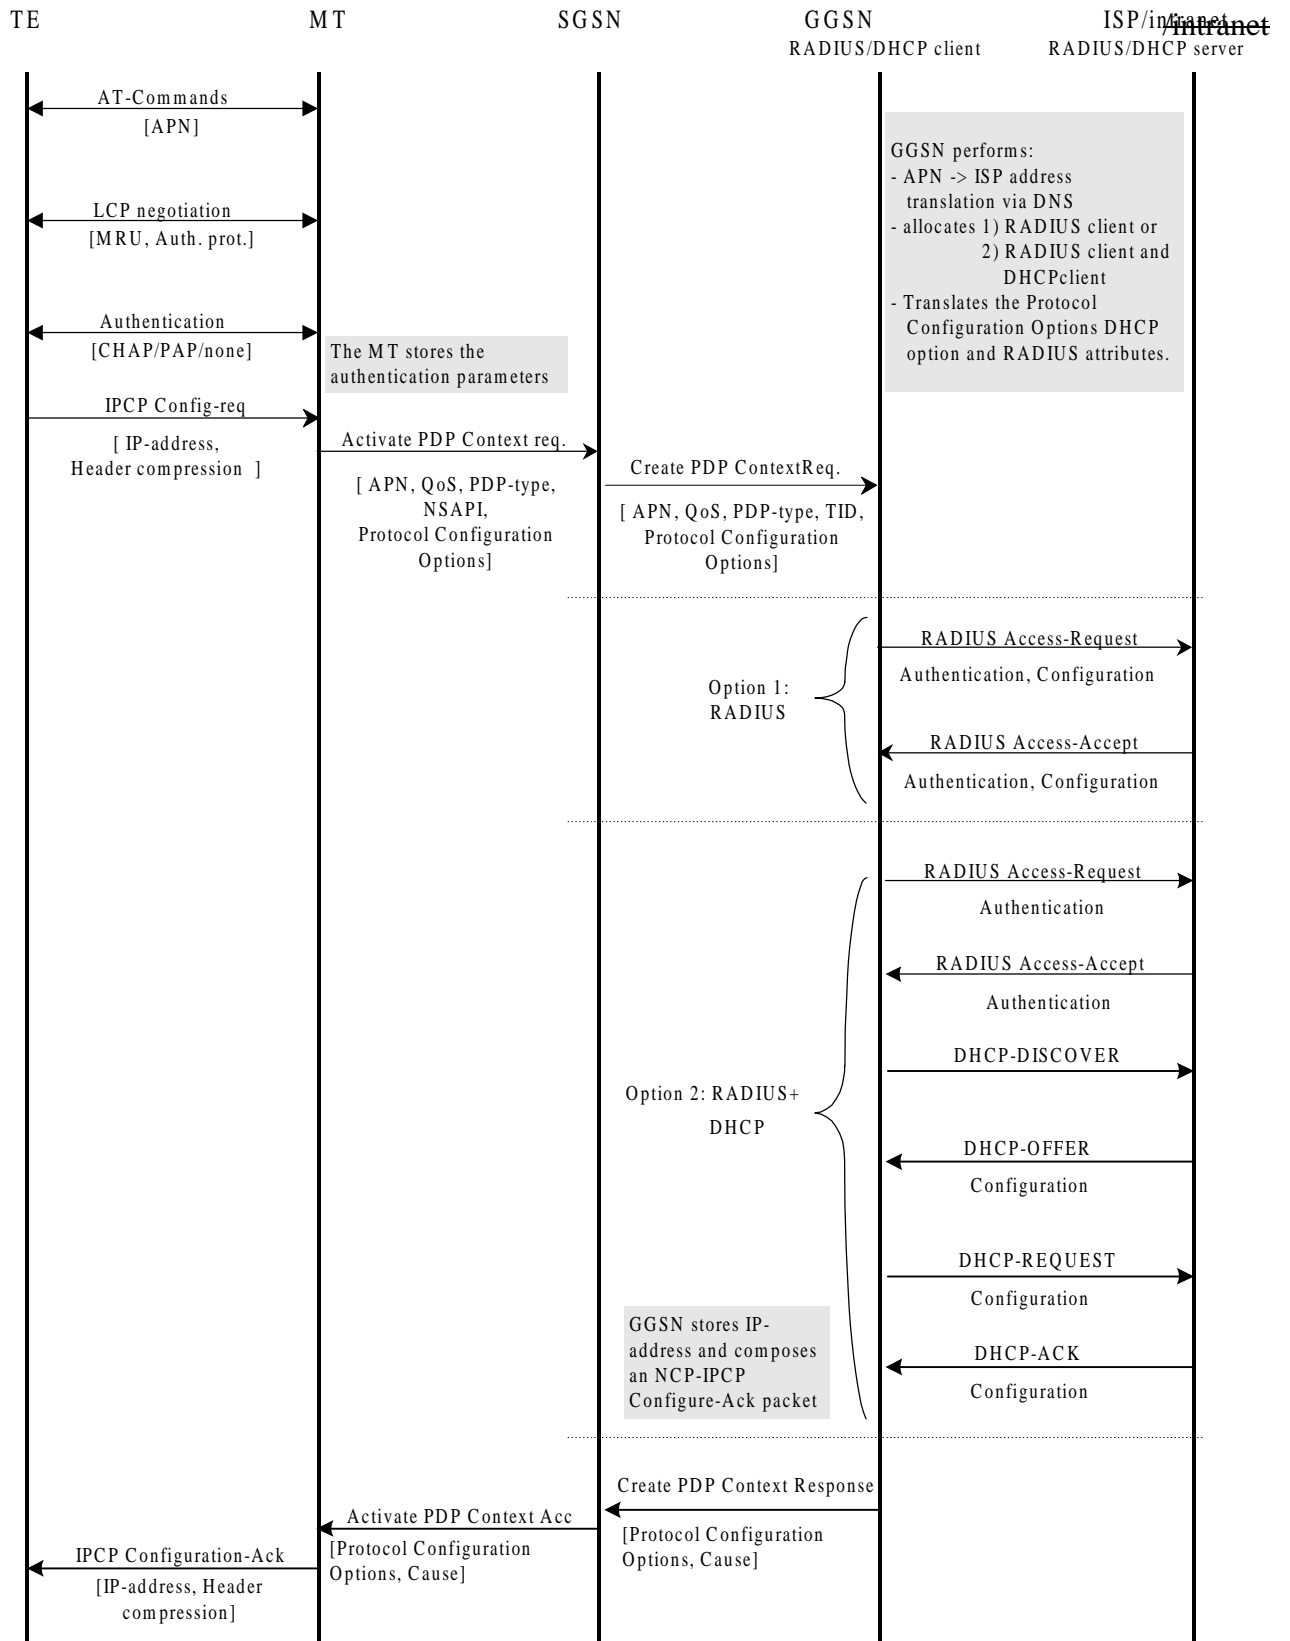 TE
MT
SGSN
GGSN
ISP/intranet
/intranet
RADIUS/DHCP client
RADIUS/DHCP server
AT-Commands
[APN]
LCP negotiation
[MRU, Auth. prot.]
Authentication
[CHAP/PAP/none]
The MT stores the
authentication parameters
GGSN performs:
- APN -> ISP address
translation via DNS
- allocates 1) RADIUS client or
2) RADIUS client and
DHCPclient
- Translates the Protocol
Configuration Options DHCP
option and RADIUS attributes.
IPCP Config-req
[ IP-address,
Header compression ]
Activate PDP Context req.
[ APN, QoS, PDP-type,
NSAPI,
Protocol Configuration
Options]
Create PDP ContextReq.
[ APN, QoS, PDP-type, TID,
Protocol Configuration
Options]
Option 1:
RADIUS
RADIUS Access-Request
Authentication, Configuration
RADIUS Access-Accept
Authentication, Configuration
Option 2: RADIUS+
DHCP
RADIUS Access-Request
Authentication
RADIUS Access-Accept
Authentication
DHCP-DISCOVER
DHCP-OFFER
Configuration
DHCP-REQUEST
Configuration
DHCP-ACK
Configuration
GGSN stores IP-
address and composes
an NCP-IPCP
Configure-Ack packet
Create PDP Context Response
[Protocol Configuration
Options, Cause]
Activate PDP Context Acc
[Protocol Configuration
Options, Cause]
IPCP Configuration-Ack
[IP-address, Header
compression]